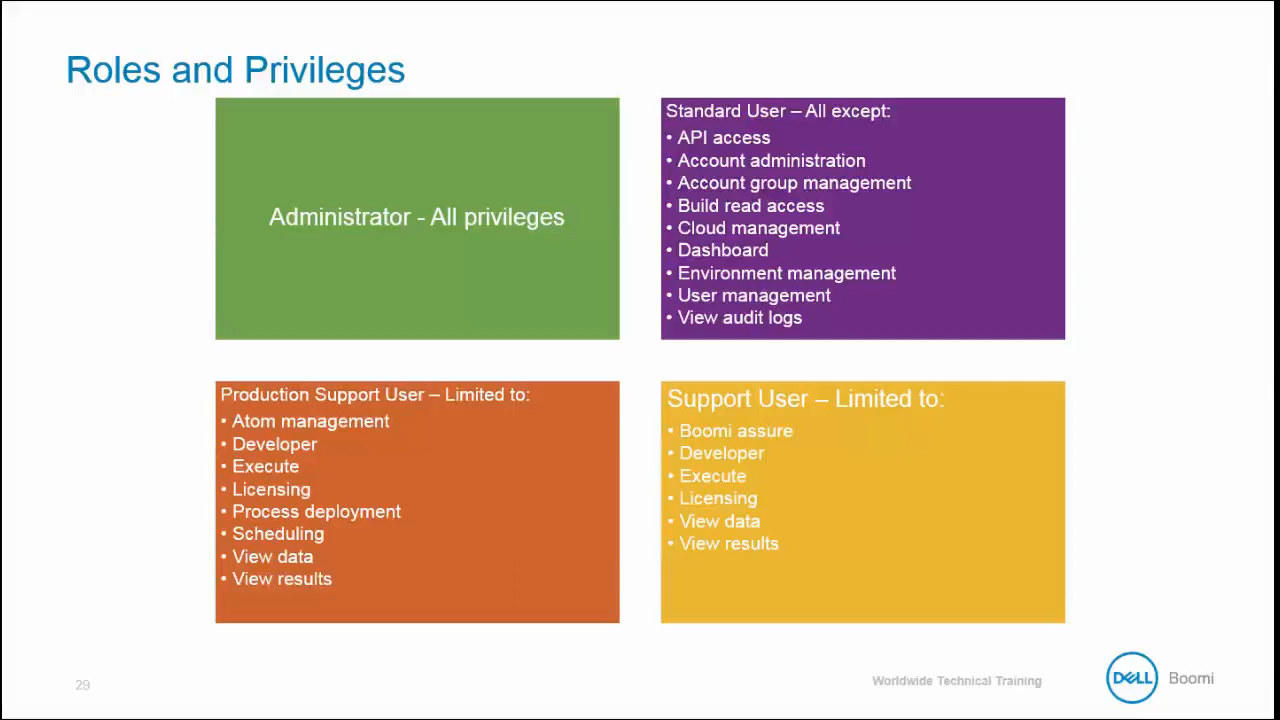 Roles and Privileges
Administrator - All privileges
Standard User – All except:
• API access
• Account administration
• Account group management
• Build read access
• Cloud management
• Dashboard
• Environment management
• User management
• View audit logs
Production Support User – Limited to:
• Atom management
• Developer
• Execute
• Licensing
• Process deployment
• Scheduling
• View data
• View results
Support User – Limited to:
• Boomi assure
• Developer
• Execute
• Licensing
• View data
• View results
29
Worldwide Technical Training
DELL Boomi